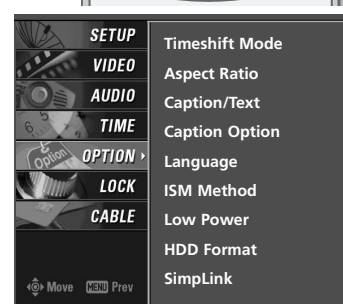 SETUP
VIDEO
AUDIO
TIME
Option
OPTION
LOCK
CABLE
Move MENU Prev
Timeshift Mode
Aspect Ratio
Caption/Text
Caption Option
Language
ISM Method
Low Power
HDD Format
SimpLink